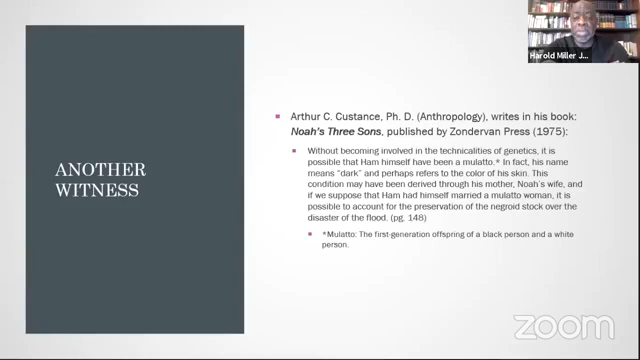 Harold Miller J...
ANOTHER
WITNESS
Arthur C. Custance, Ph. D. (Anthropology), writes in his book:
Noah's Three Sons, published by Zondervan Press (1975):
Without becoming involved in the technicalities of genetics, it is
possible that Ham himself have been a mulatto.* In fact, his name
means "dark" and perhaps refers to the color of his skin. This
condition may have been derived through his mother, Noah's wife, and
if we suppose that Ham had himself married a mulatto woman, it is
possible to account for the preservation of the negroid stock over the
disaster of the flood. (pg. 148)
*Mulatto: The first-generation offspring of a black person and a white
person.
zoom